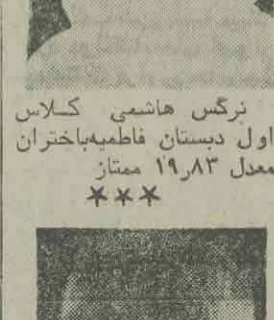 نرگس هاشمی کلاس
اول دبستان فاطمیه‌باختران
معدل ۱۹٫۸۳ ممتاز
★★★